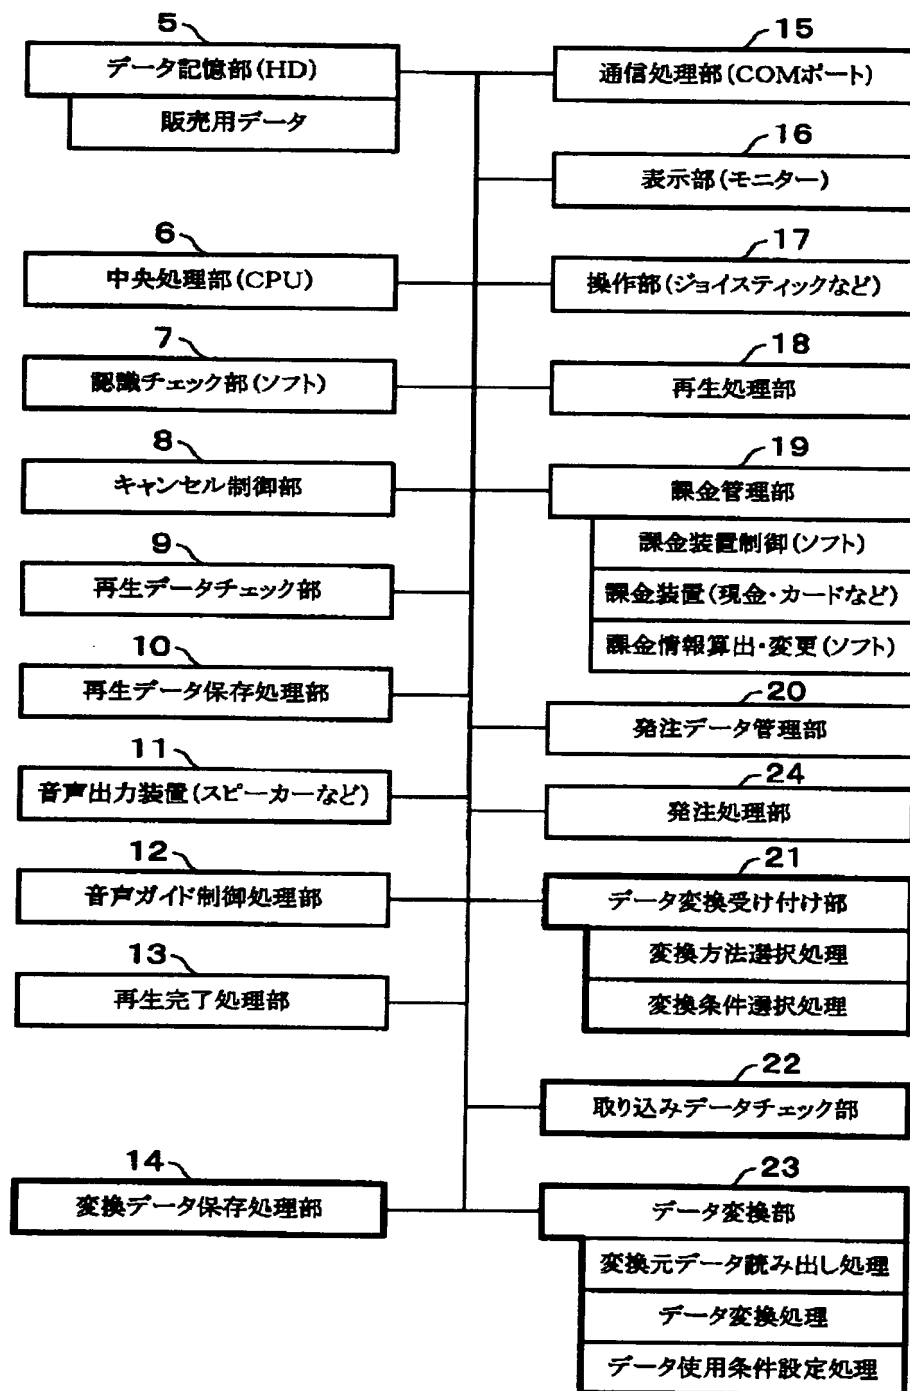 5
データ記憶部(HD)
販売用データ
6
中央処理部(CPU)
7
認識チェック部(ソフト)
8
キャンセル制御部
9
再生データチェック部
10
再生データ保存処理部
11
音声出力装置(スピーカーなど)
12
音声ガイド制御処理部
13
再生完了処理部
14
変換データ保存処理部
15
通信処理部(COMポート)
16
表示部(モニター)
17
操作部(ジョイスティックなど)
18
再生処理部
19
課金管理部
課金装置制御(ソフト)
課金装置(現金・カードなど)
課金情報算出・変更(ソフト)
20
発注データ管理部
24
発注処理部
21
データ変換受け付け部
変換方法選択処理
変換条件選択処理
22
取り込みデータチェック部
23
データ変換部
変換元データ読み出し処理
データ変換処理
データ使用条件設定処理